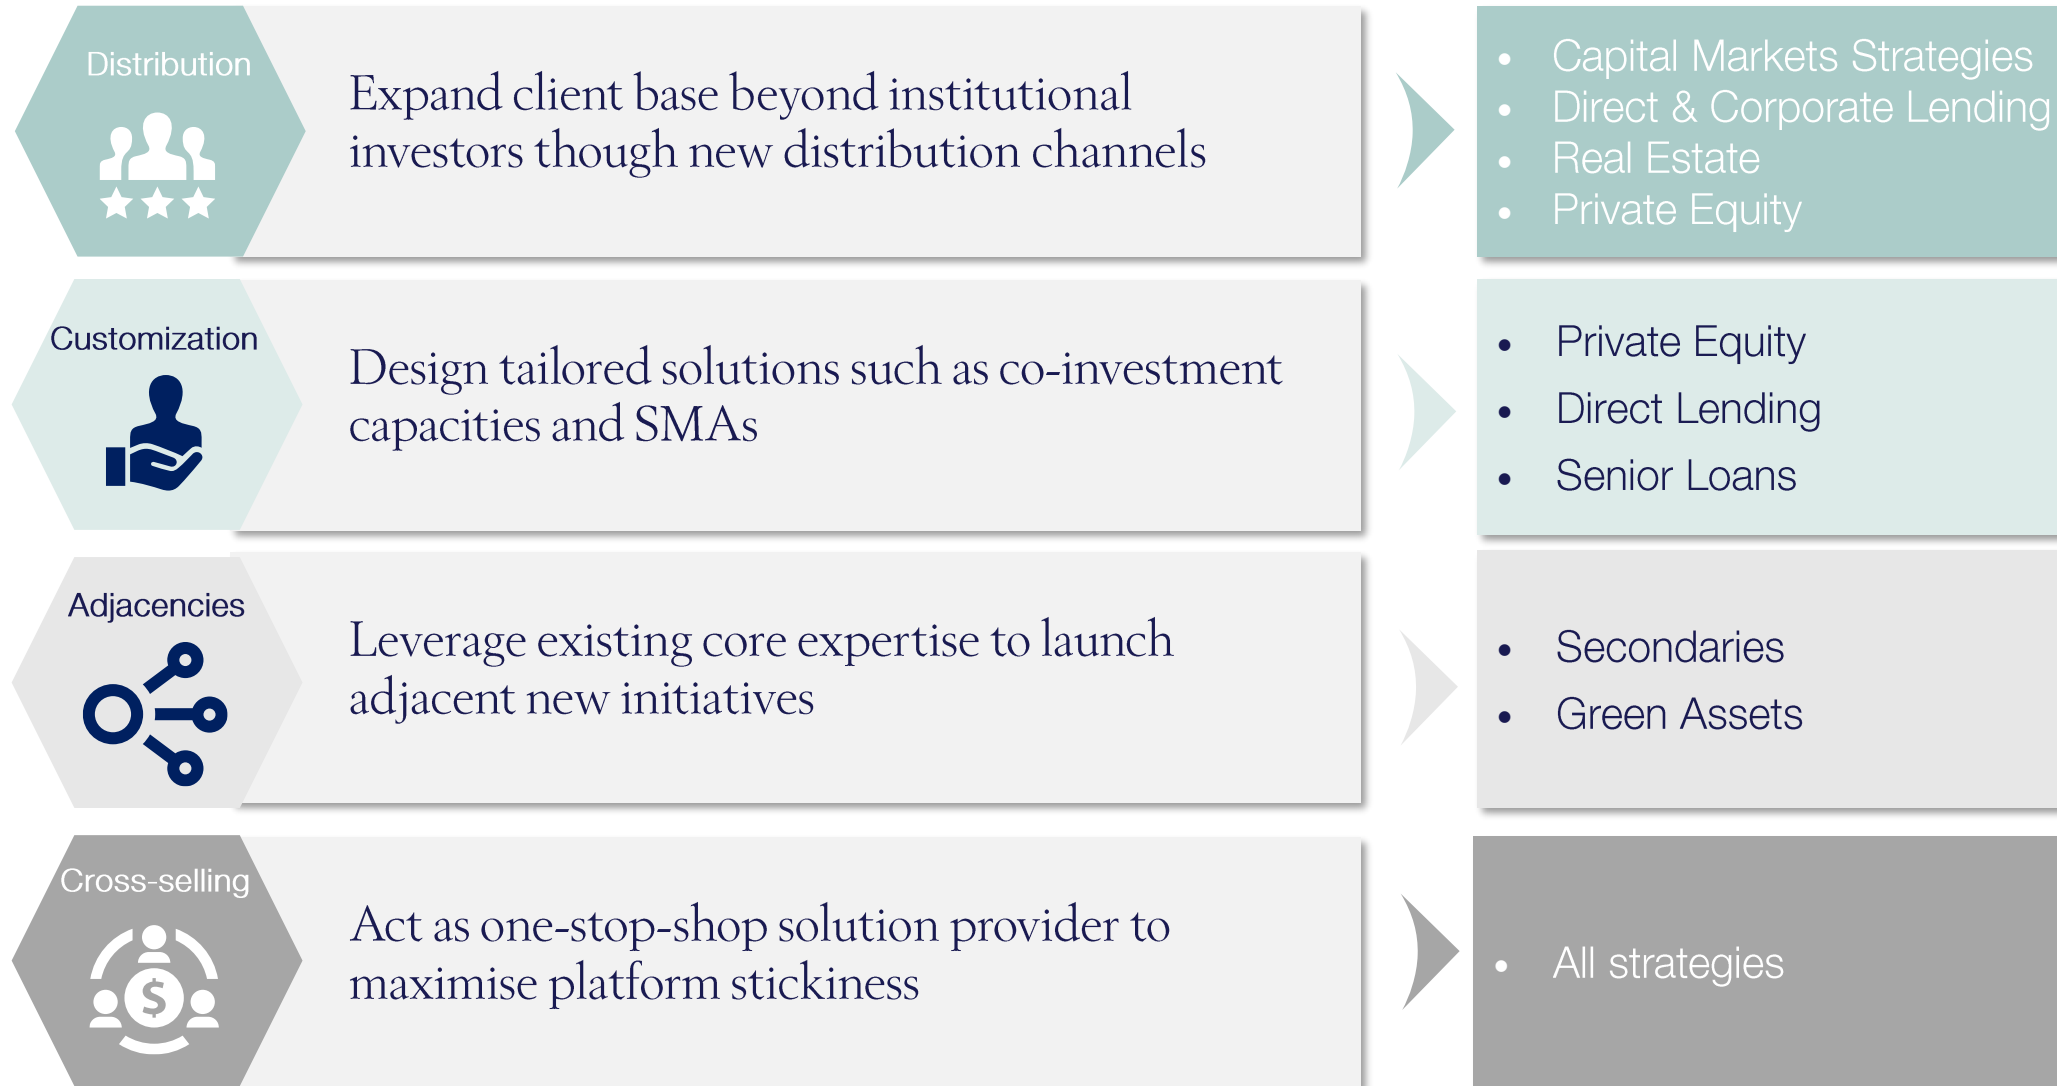 Distribution
Expand client base beyond institutional
investors though new distribution channels
• Capital Markets Strategies
• Direct & Corporate Lending
• Real Estate
• Private Equity
Customization
Design tailored solutions such as co-investment
capacities and SMAs
• Private Equity
• Direct Lending
• Senior Loans
Adjacencies
Leverage existing core expertise to launch
adjacent new initiatives
• Secondaries
• Green Assets
Cross-selling
$
Act as one-stop-shop solution provider to
maximise platform stickiness
• All strategies